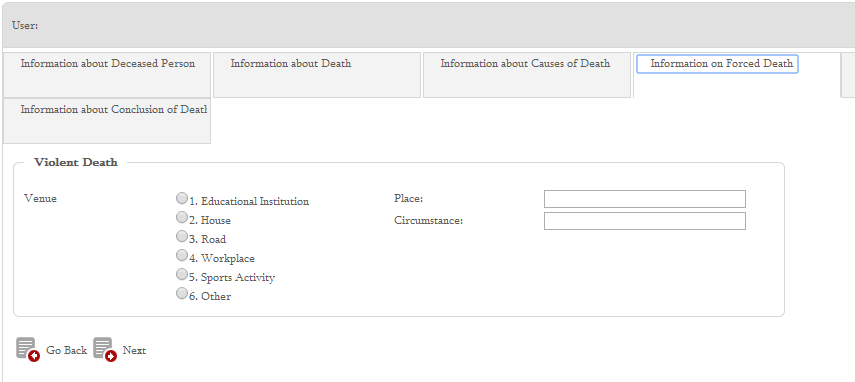 User:
Information about Deceased Person
Information about Death
Information about Causes of Death
Information on Forced Death
Information about Conclusion of Death
Violent Death
Venue
1. Educational Institution
2. House
3. Road
4. Workplace
5. Sports Activity
6. Other
Place:
Circumstance:
Go Back
Next